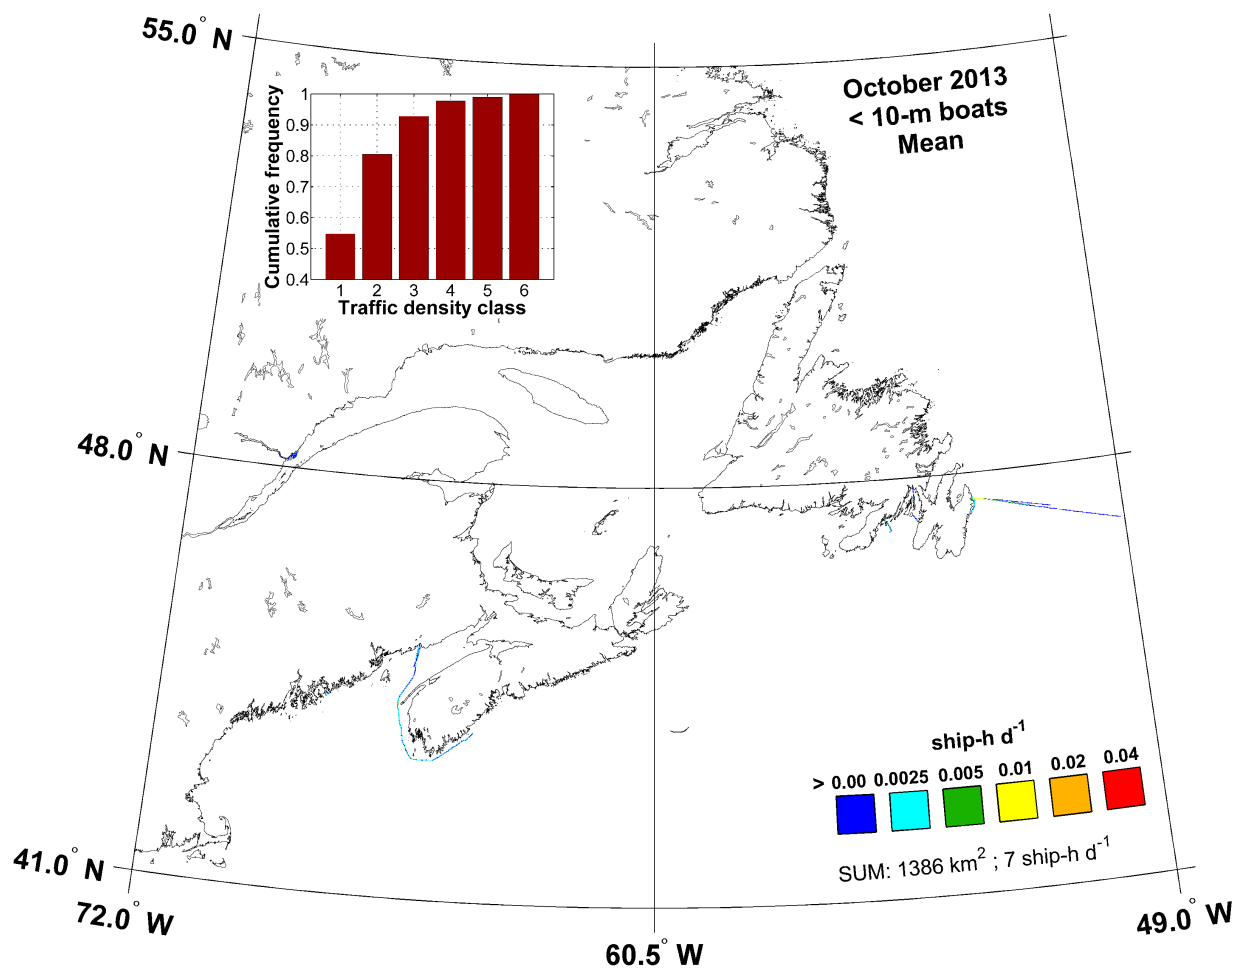 55.0° N
October 2013
< 10-m boats
Mean
Cumulative frequency
1
0.9
0.8
0.7
0.6
0.5
0.4
1 2 3 4 5 6
Traffic density class
48.0° N
ship-h d-1
> 0.00 0.0025 0.005 0.01 0.02 0.04
SUM: 1386 km2 ; 7 ship-h d-1
41.0° N
72.0° W
60.5° W
49.0° W